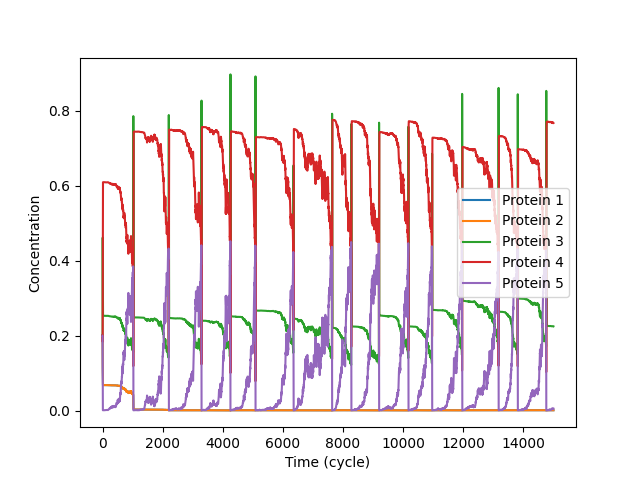 0.8
0.6
0.4
0.2
0.0
Concentration
0
2000
4000
6000
8000
10000
12000
14000
Time (cycle)
Protein 1
Protein 2
Protein 3
Protein 4
Protein 5